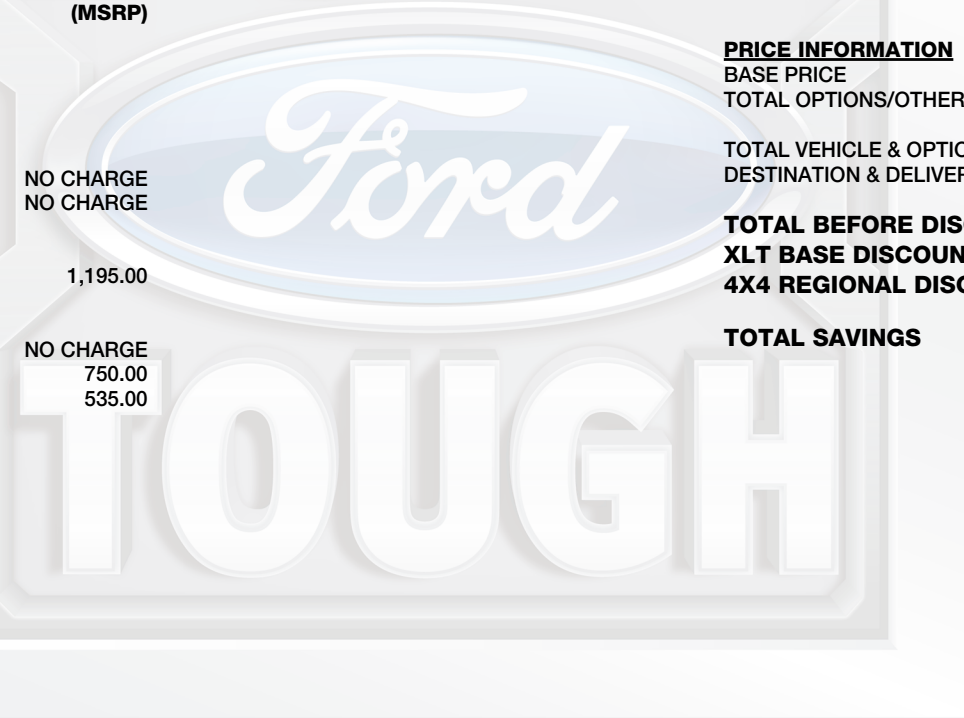 (MSRP)
NO CHARGE
NO CHARGE
1,195.00
NO CHARGE
750.00
535.00
Ford
TOUGH
PRICE INFORMATION
BASE PRICE
TOTAL OPTIONS/OTHER
TOTAL VEHICLE & OPTIO
DESTINATION & DELIVER
TOTAL BEFORE DISC
XLT BASE DISCOUN
4X4 REGIONAL DISC
TOTAL SAVINGS